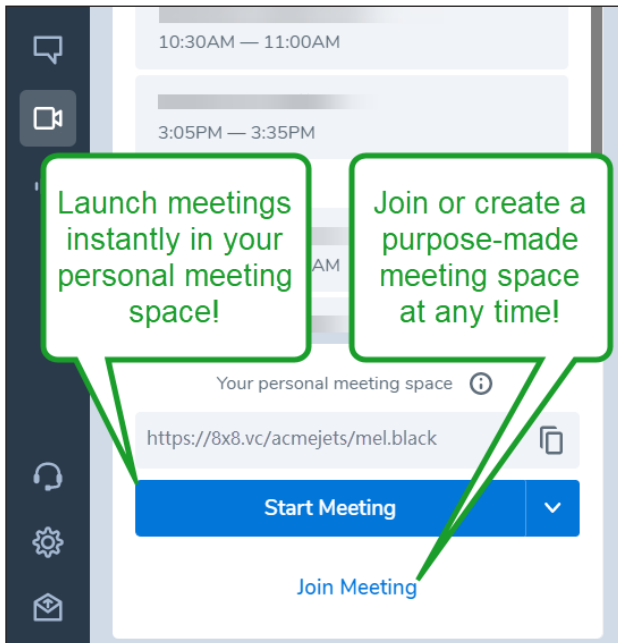 10:30AM — 11:00AM
3:05PM — 3:35PM
Launch meetings
instantly in your
personal meeting
space!
Join or create a
purpose-made
meeting space
at any time!
AM
Your personal meeting space
https://8x8.vc/acmejets/mel.black
Start Meeting
Join Meeting